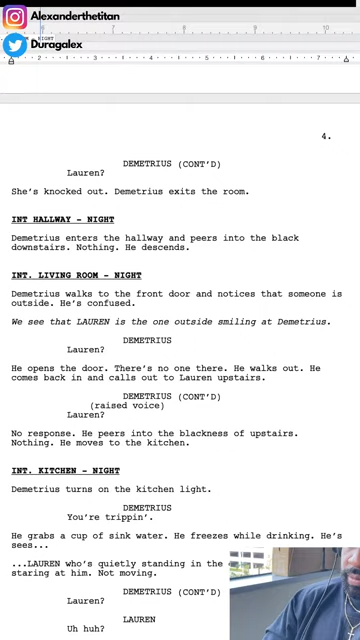 Alexanderthetitan
NIGHT
Duragalex
4.
DEMETRIUS (CONT'D)
Lauren?
She's knocked out. Demetrius exits the room.
INT HALLWAY - NIGHT
Demetrius enters the hallway and peers into the black
downstairs. Nothing. He descends.
INT. LIVING ROOM - NIGHT
Demetrius walks to the front door and notices that someone is
outside. He's confused.
We see that LAUREN is the one outside smiling at Demetrius.
DEMETRIUS
Lauren?
He opens the door. There's no one there. He walks out. He
comes back in and calls out to Lauren upstairs.
DEMETRIUS (CONT'D)
(raised voice)
Lauren?
No response. He peers into the blackness of upstairs.
Nothing. He moves to the kitchen.
INT. KITCHEN - NIGHT
Demetrius turns on the kitchen light.
DEMETRIUS
You're trippin'.
He grabs a cup of sink water. He freezes while drinking. He's
sees...
...LAUREN who's quietly standing in the
staring at him. Not moving.
DEMETRIUS (CONT'D)
Lauren?
LAUREN
Uh huh?